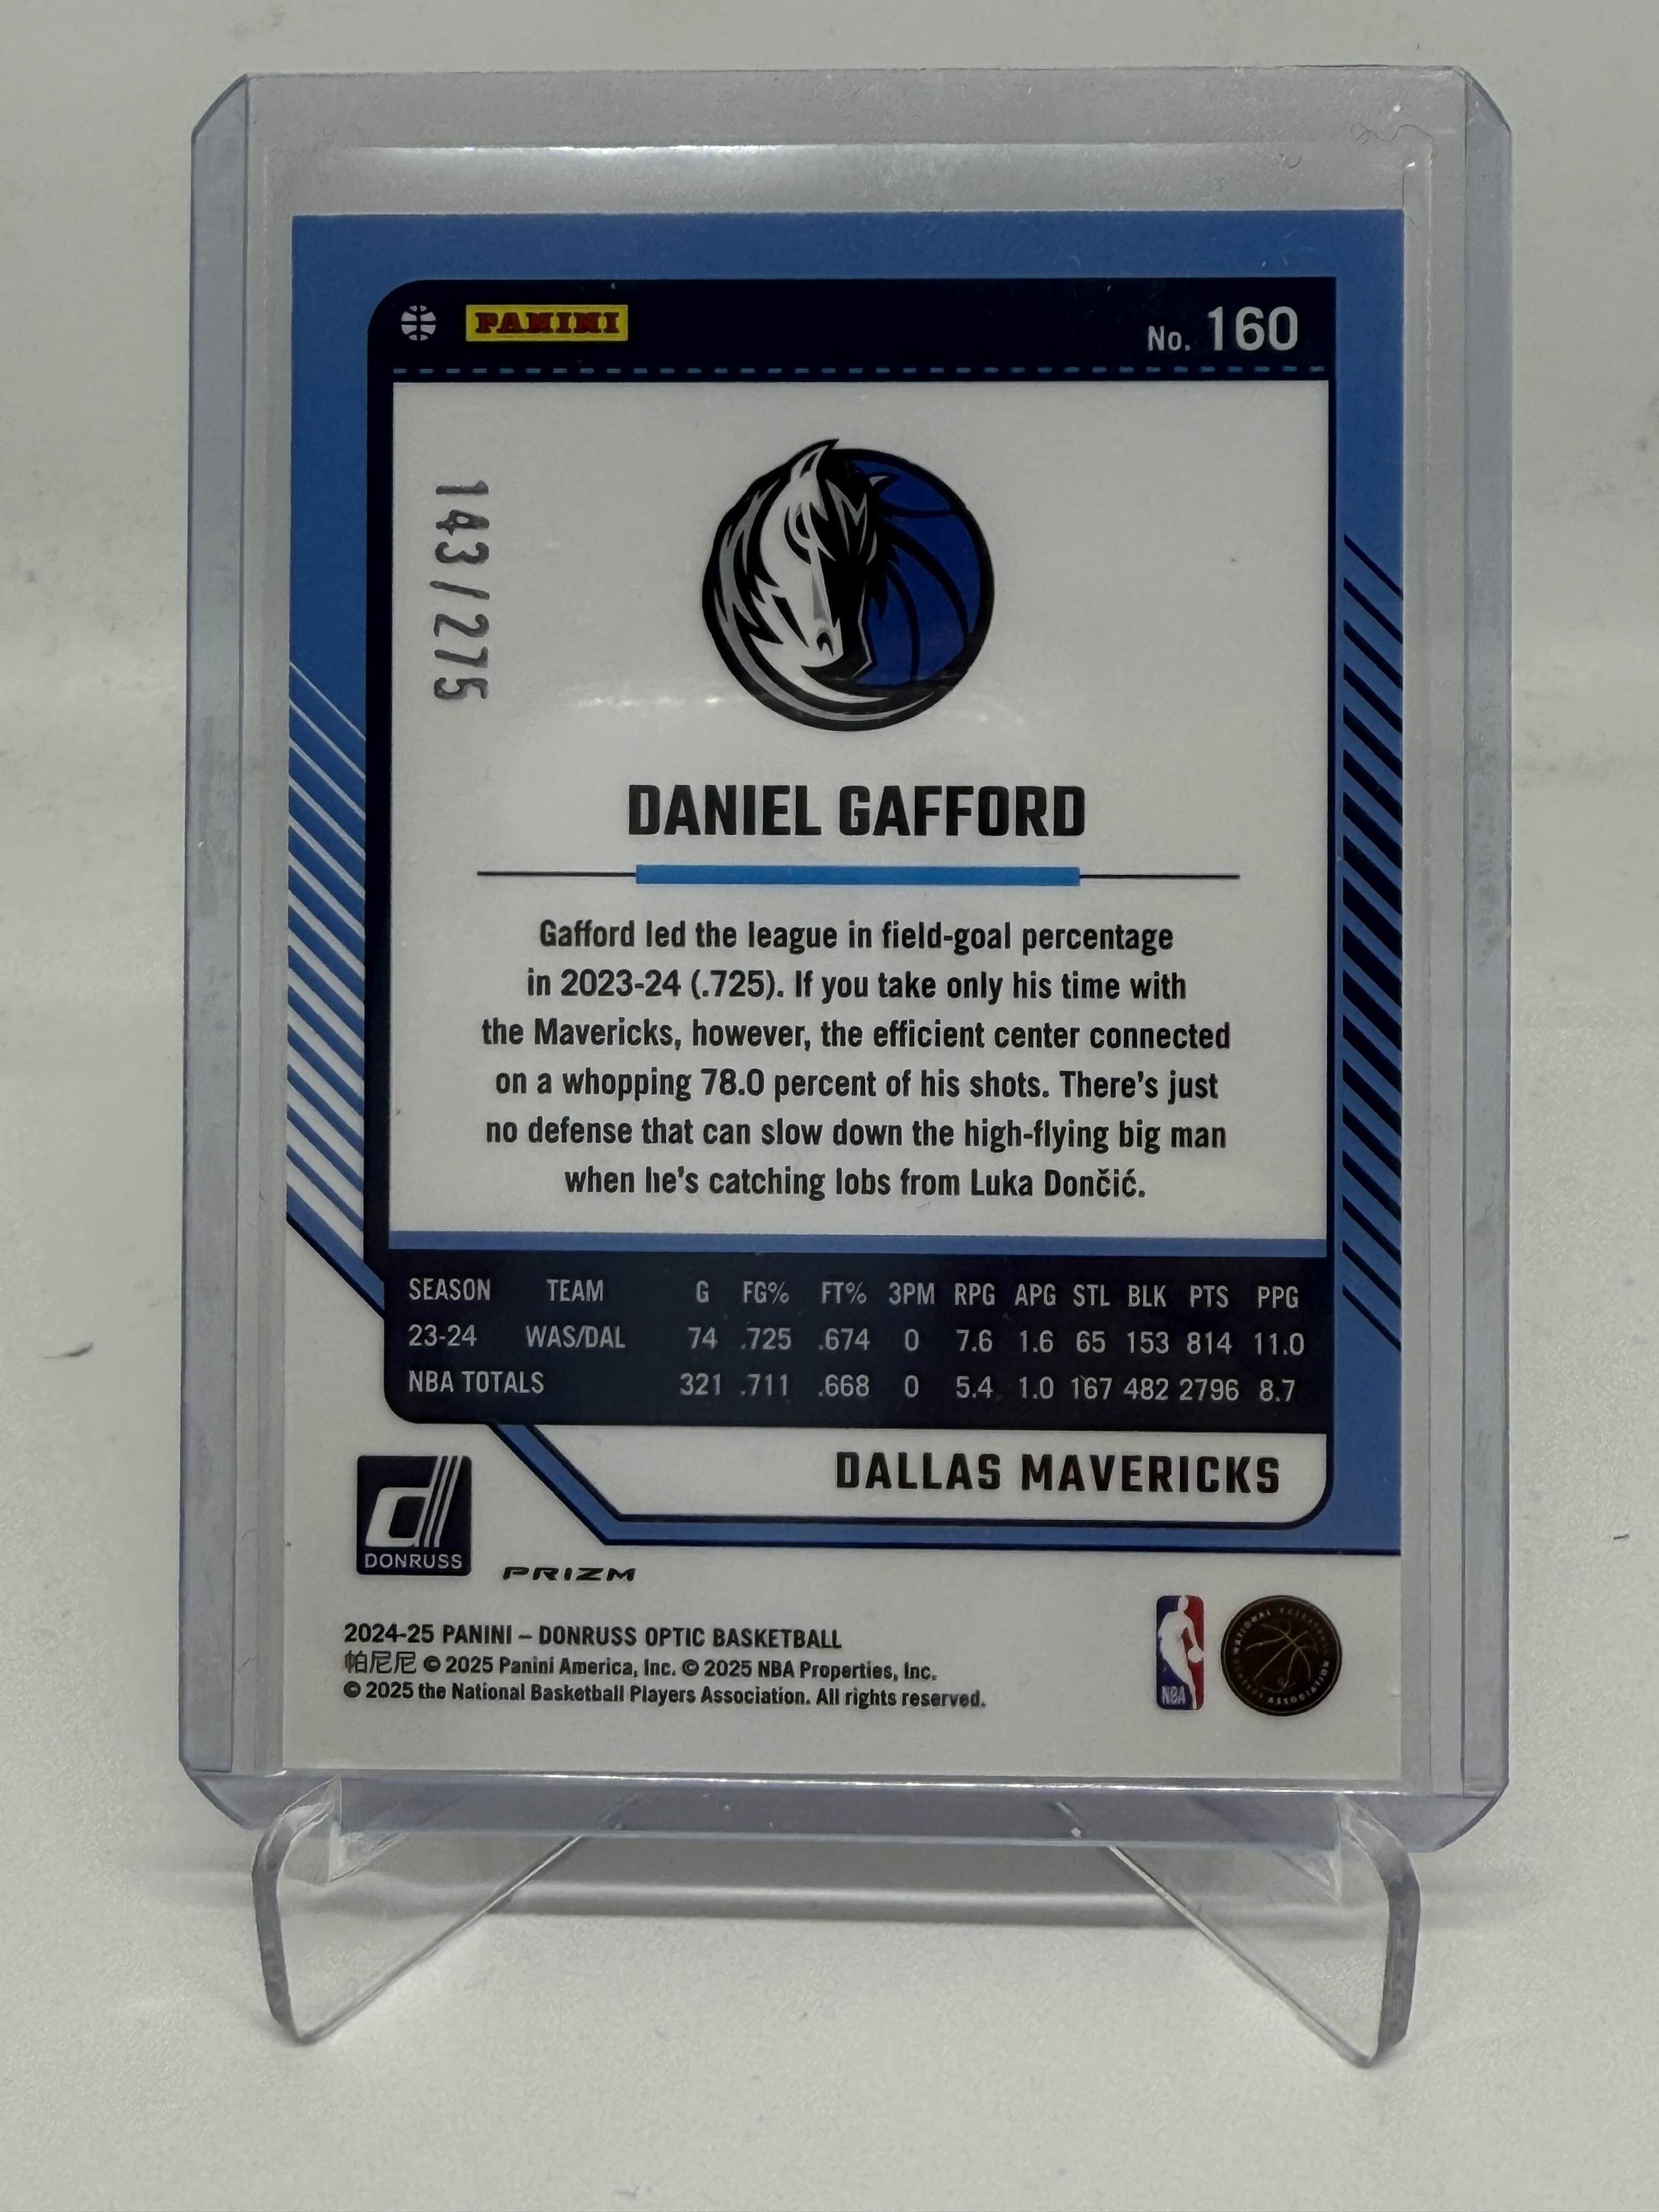 PANINI
No. 160
143/275
DANIEL GAFFORD
Gafford led the league in field-goal percentage
in 2023-24 (.725). If you take only his time with
the Mavericks, however, the efficient center connected
on a whopping 78.0 percent of his shots. There's just
no defense that can slow down the high-flying big man
when he's catching lobs from Luka Dončić.
SEASON TEAM G FG% FT% 3PM RPG APG STL BLK PTS PPG
23-24 WAS/DAL 74 .725 .674 0 7.6 1.6 65 153 814 11.0
NBA TOTALS 321 .711 .668 0 5.4 1.0 167 482 2796 8.7
DALLAS MAVERICKS
DONRUSS
PRIZM
2024-25 PANINI – DONRUSS OPTIC BASKETBALL
帕尼尼 © 2025 Panini America, Inc. © 2025 NBA Properties, Inc.
© 2025 the National Basketball Players Association. All rights reserved.
NBA
NATIONAL BASKETBALL PLAYERS ASSOCIATION